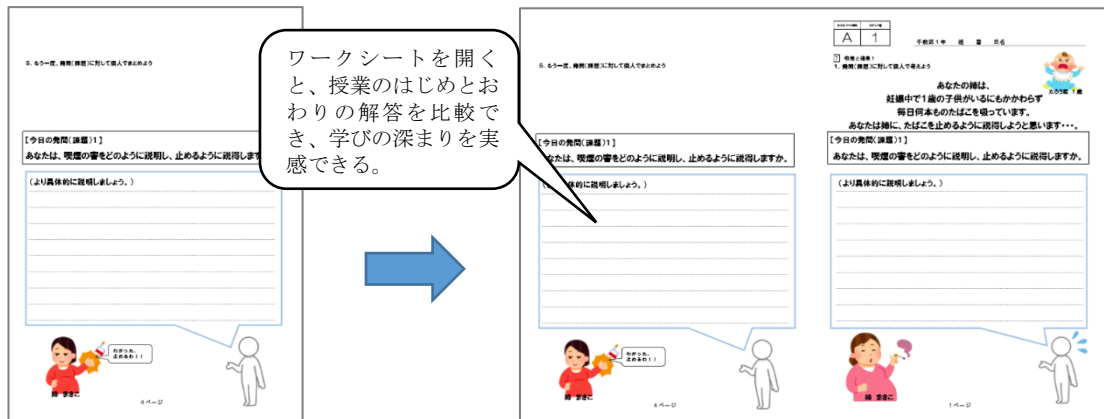 5．もう一度、発問(課題)に対して個人でまとめよう
【今日の発問(課題)1】
あなたは、喫煙の害をどのように説明し、止めるように説得しますか
（より具体的に説明しましょう。）
わかった。
止めるわ！！
姉 まさこ
4ページ
ワークシートを開く
と、授業のはじめとお
わりの解答を比較で
き、学びの深まりを実
感できる。
5．もう一度、発問(課題)に対して個人でまとめよう
【今日の発問(課題)1】
あなたは、喫煙の害をどのように説明し、止めるように説得しますか。
具体的に説明しましょう。）
わかった。
止めるわ！！
姉 まさこ
4ページ
A
1
1年 組 番 氏名
1．発問(課題)に対して個人で考えよう
たろう君 1歳
あなたの姉は、
妊娠中で1歳の子供がいるにもかかわらず
毎日何本ものたばこを吸っています。
あなたは姉に、たばこを止めるように説得しようと思います・・・。
【今日の発問(課題)1】
あなたは、喫煙の害をどのように説明し、止めるように説得しますか。
（より具体的に説明しましょう。）
姉 まさこ
1ページ